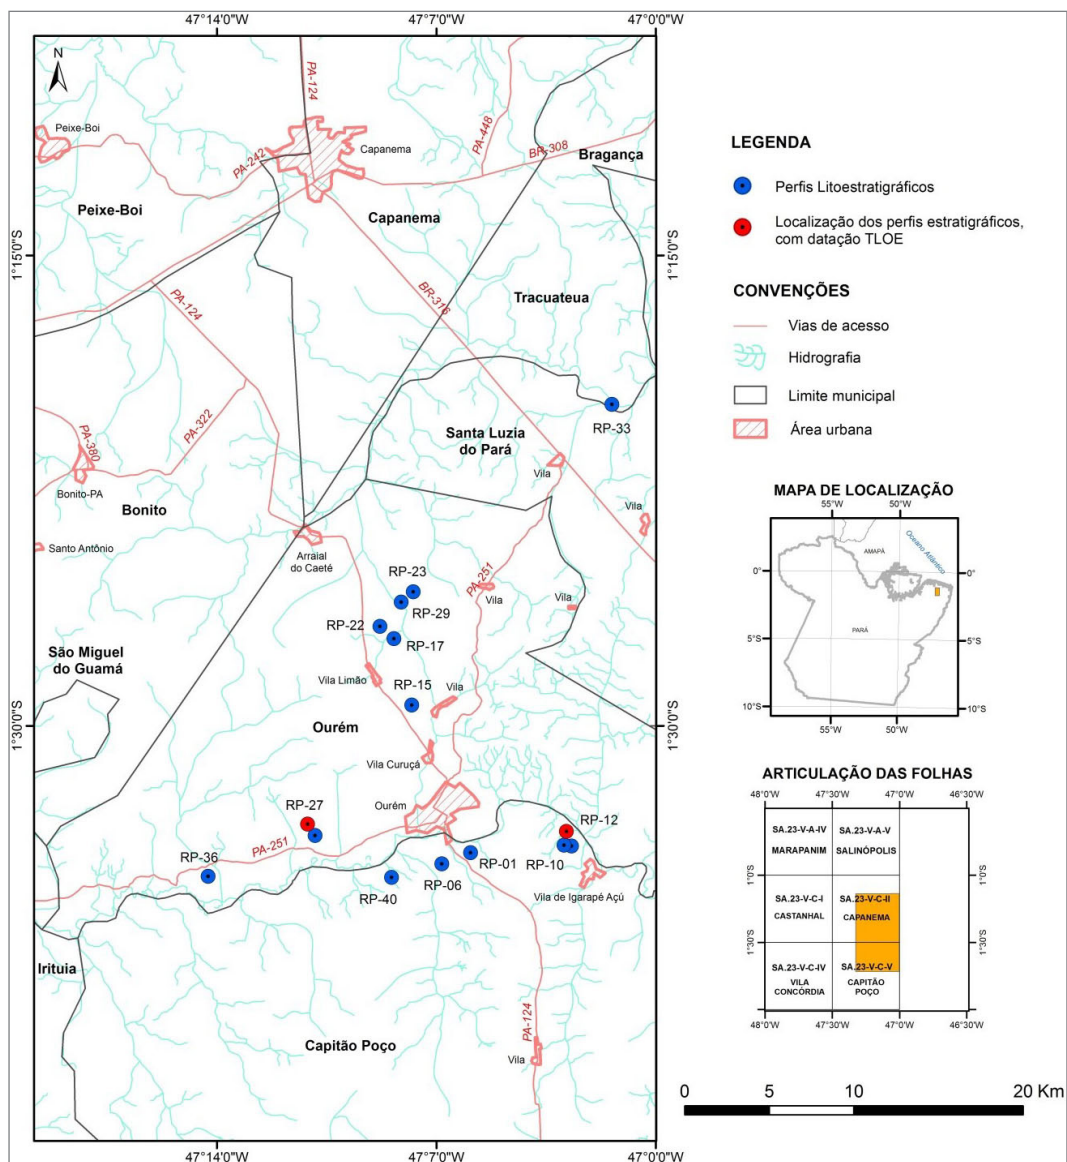 47°14'0"W
47°7'0"W
47°0'0"W
N
PA-124
PA-448
BR-308
Peixe-Boi
Capanema
PA-242
Bragança
Peixe-Boi
Capanema
1°15'0"S
1°15'0"S
PA-124
BR-316
Tracuateua
PA-322
PA-380
RP-33
Santa Luzia
do Pará
Vila
Bonito-PA
Bonito
Vila
Santo Antônio
Arraial
do Caeté
PA-251
RP-23
RP-29
Vila
Vila
RP-22
RP-17
São Miguel
do Guamá
Vila Limão
RP-15
Vila
Ourém
1°30'0"S
1°30'0"S
Vila Curuçá
Ourém
RP-27
RP-12
PA-251
RP-36
RP-01
RP-10
RP-06
RP-40
Vila de Igarapé Açú
Irituia
PA-124
Capitão Poço
Vila
47°14'0"W
47°7'0"W
47°0'0"W
LEGENDA
Perfis Litoestratigráficos
Localização dos perfis estratigráficos,
com datação TLOE
CONVENÇÕES
Vias de acesso
Hidrografia
Limite municipal
Área urbana
MAPA DE LOCALIZAÇÃO
55°W
50°W
AMAPÁ
Oceano Atlântico
0°
0°
PARÁ
5°S
5°S
10°S
10°S
55°W
50°W
ARTICULAÇÃO DAS FOLHAS
48°0'W
47°30'W
47°0'W
46°30'W
SA.23-V-A-IV
SA.23-V-A-V
MARAPANIM
SALINÓPOLIS
1°0'S
1°0'S
SA.23-V-C-I
SA.23-V-C-II
CASTANHAL
CAPANEMA
1°30'S
1°30'S
SA.23-V-C-IV
SA.23-V-C-V
VILA
CONCÓRDIA
CAPITÃO
POÇO
48°0'W
47°30'W
47°0'W
46°30'W
0
5
10
20 Km